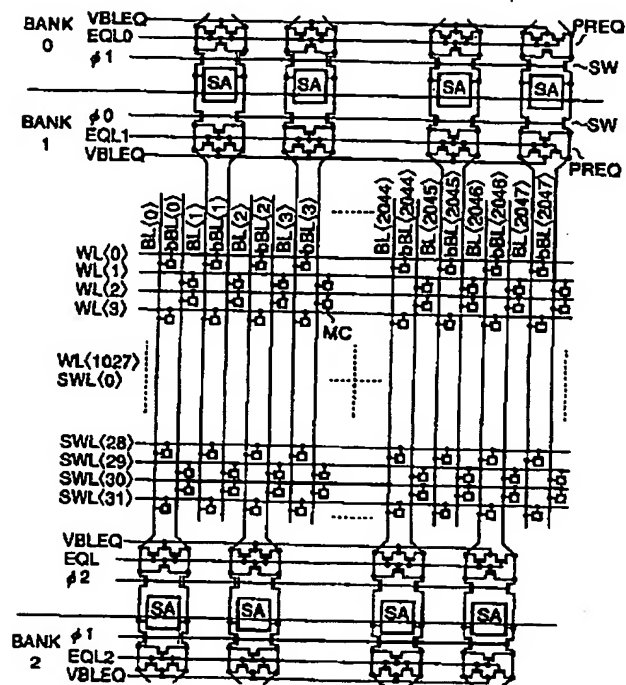 BANK 0
VBLEQ
EQL0
ϕ1
PREQ
SW
SA SA SA SA
BANK 1
ϕ0
EQL1
VBLEQ
SW
PREQ
BL⟨0⟩ bBL⟨0⟩ BL⟨1⟩ bBL⟨1⟩ BL⟨2⟩ bBL⟨2⟩ BL⟨3⟩ bBL⟨3⟩ BL⟨2044⟩ bBL⟨2044⟩ BL⟨2045⟩ bBL⟨2045⟩ BL⟨2046⟩ bBL⟨2046⟩ BL⟨2047⟩ bBL⟨2047⟩
WL⟨0⟩
WL⟨1⟩
WL⟨2⟩
WL⟨3⟩
MC
WL⟨1027⟩
SWL⟨0⟩
SWL⟨28⟩
SWL⟨29⟩
SWL⟨30⟩
SWL⟨31⟩
VBLEQ
EQL
ϕ2
SA SA SA SA
BANK 2
ϕ1
EQL2
VBLEQ